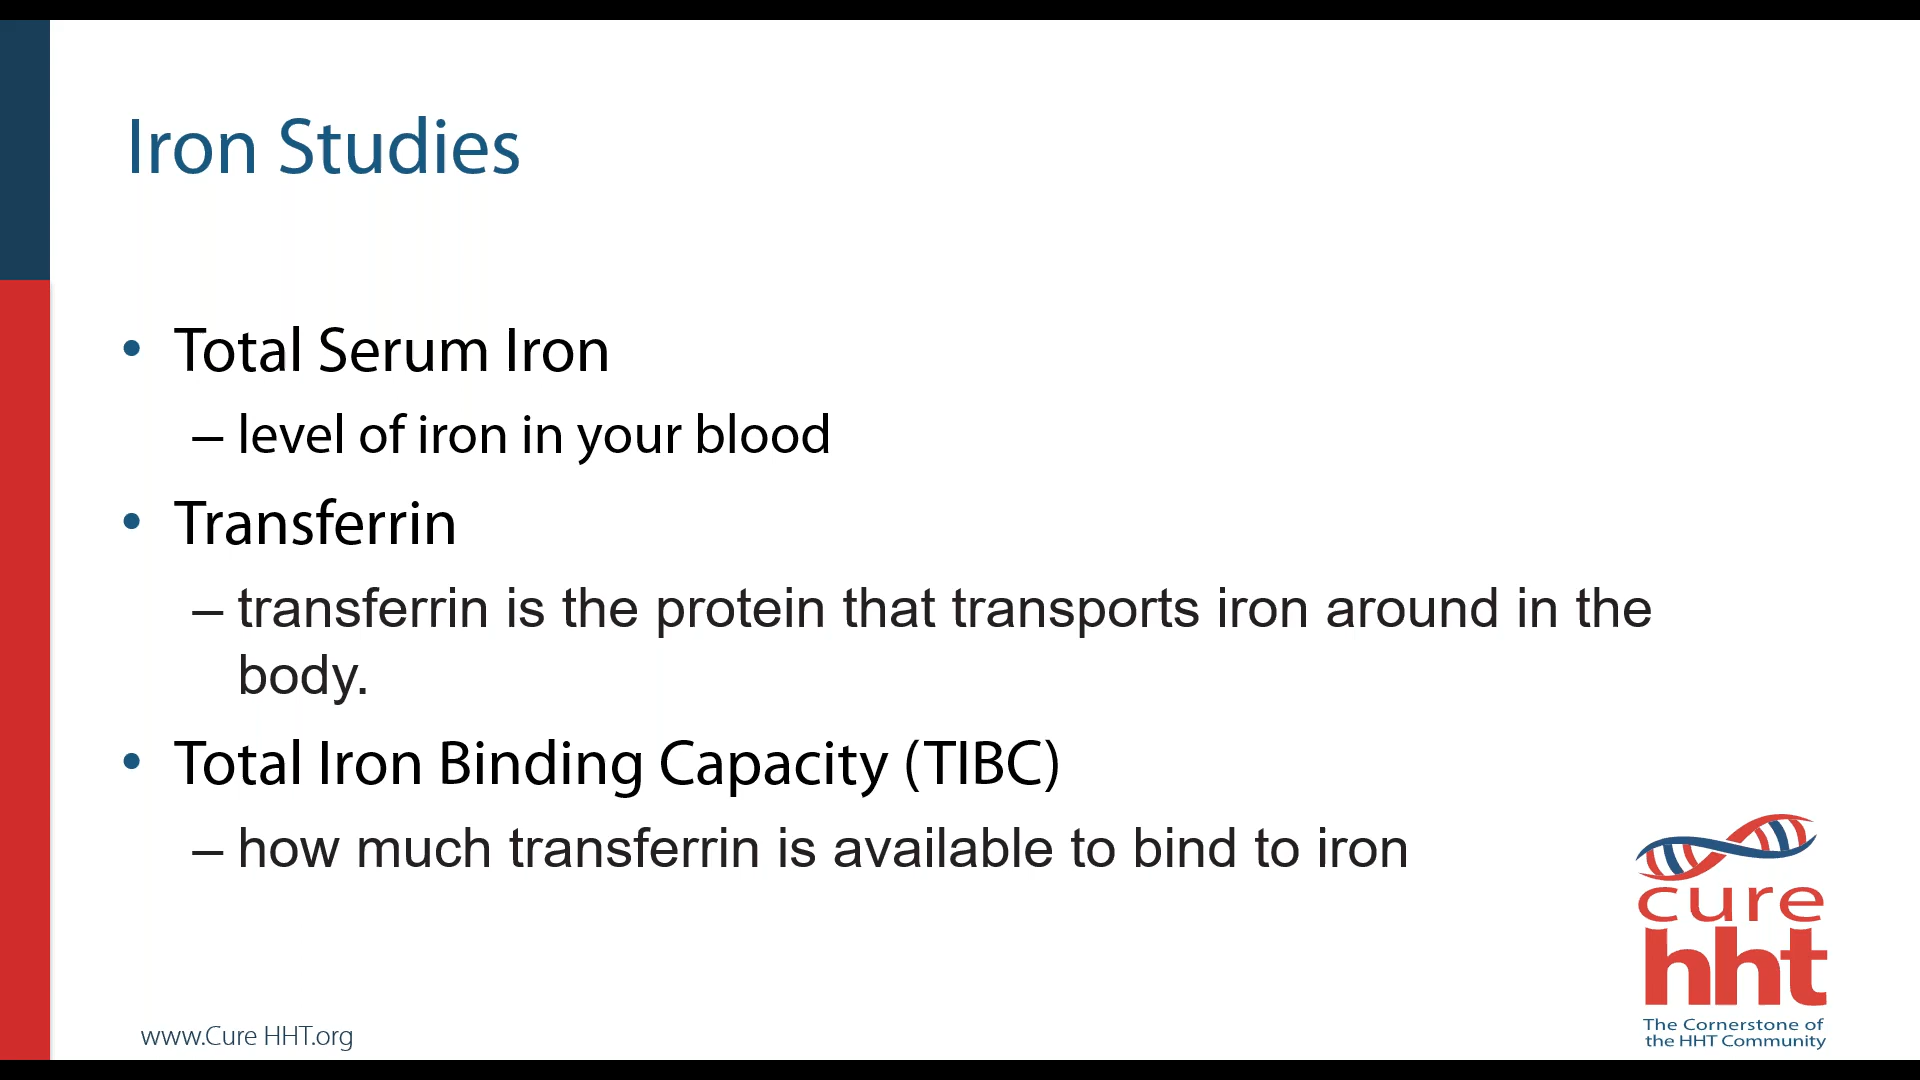 Iron Studies
• Total Serum Iron
– level of iron in your blood
• Transferrin
– transferrin is the protein that transports iron around in the
body.
• Total Iron Binding Capacity (TIBC)
– how much transferrin is available to bind to iron
cure
hht
The Cornerstone of
the HHT Community
www.Cure HHT.org